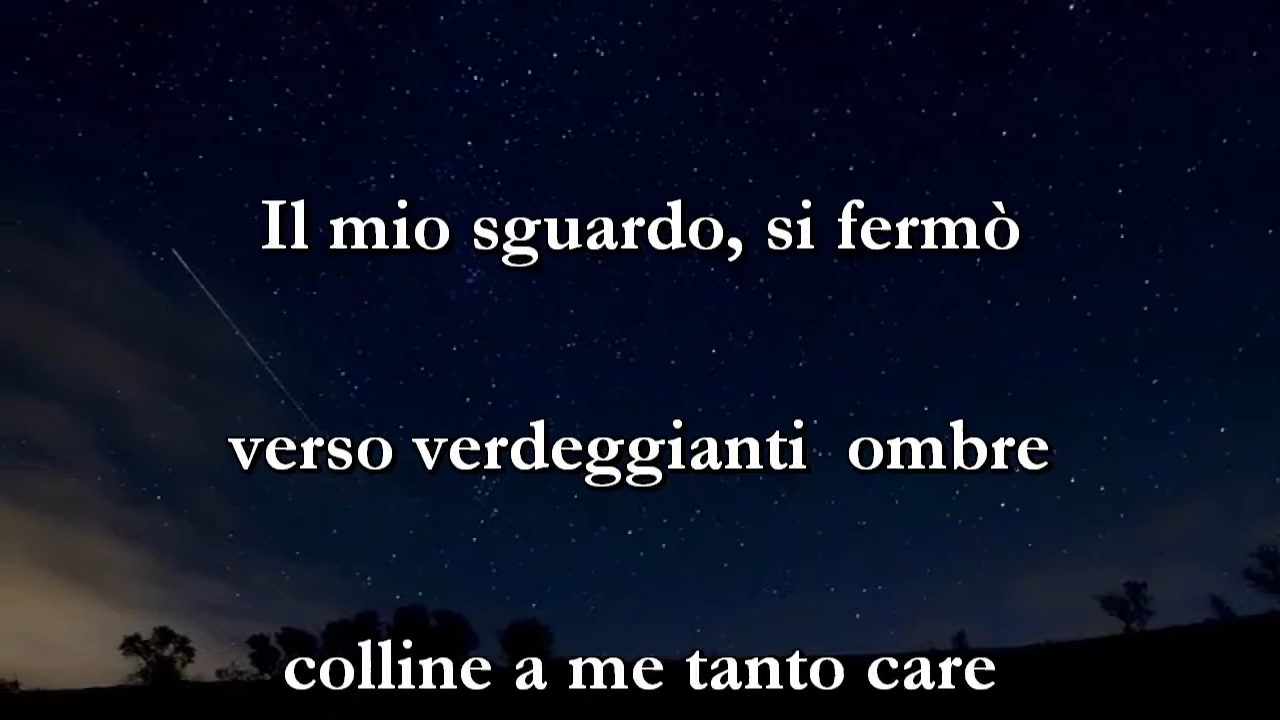 Il mio sguardo, si fermò
verso verdeggianti  ombre
colline a me tanto care